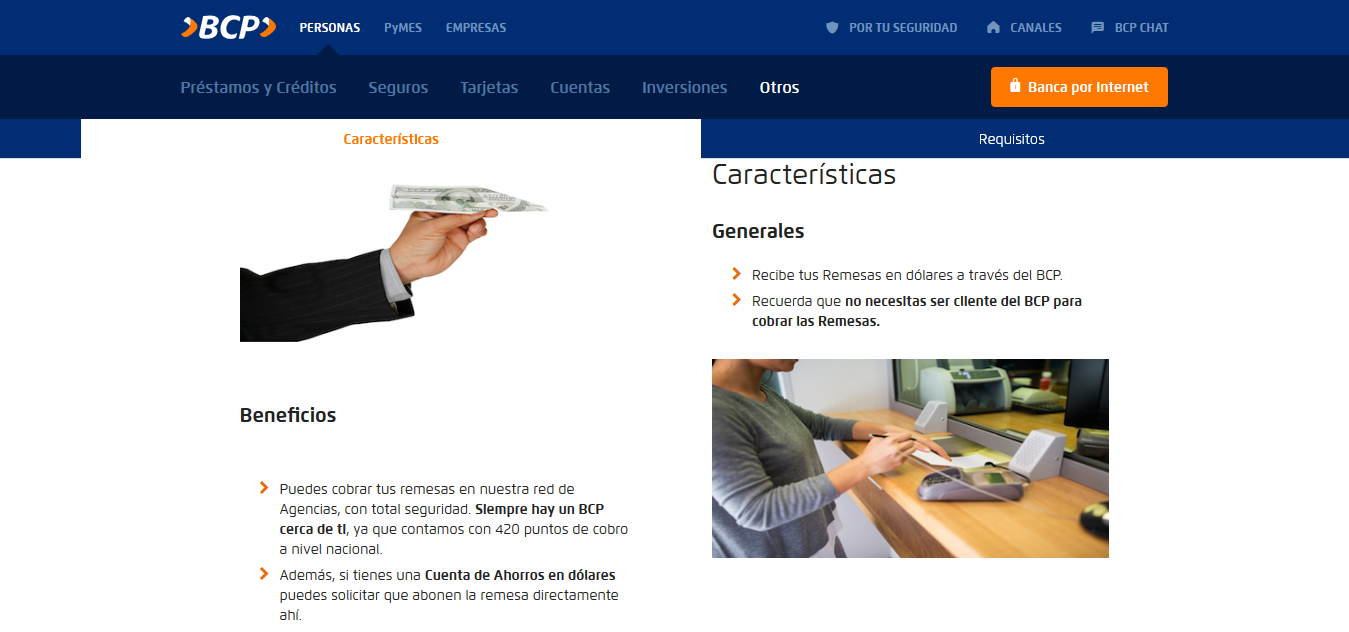 BCP
PERSONAS
PyMES
EMPRESAS
POR TU SEGURIDAD
CANALES
BCP CHAT
Préstamos y Créditos
Seguros
Tarjetas
Cuentas
Inversiones
Otros
Banca por Internet
Características
Requisitos
Beneficios
Puedes cobrar tus remesas en nuestra red de
Agencias, con total seguridad. Siempre hay un BCP
cerca de ti, ya que contamos con 420 puntos de cobro
a nivel nacional.
Además, si tienes una Cuenta de Ahorros en dólares
puedes solicitar que abonen la remesa directamente
ahí.
Características
Generales
Recibe tus Remesas en dólares a través del BCP.
Recuerda que no necesitas ser cliente del BCP para
cobrar las Remesas.